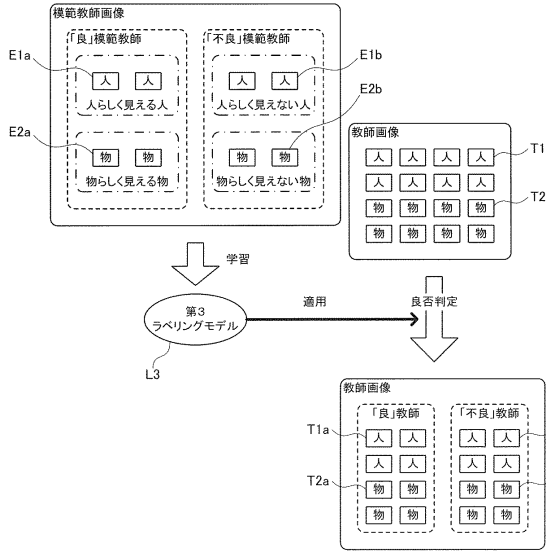 模範教師画像
「良」模範教師
「不良」模範教師
E1a
人 人
人 人
E1b
人らしく見える人
人らしく見えない人
E2b
E2a
物 物
物 物
物らしく見える物
物らしく見えない物
教師画像
人 人 人 人
T1
人 人 人 人
物 物 物 物
T2
物 物 物 物
学習
第3
ラベリングモデル
適用
良否判定
L3
教師画像
「良」教師
「不良」教師
T1a
人 人
人 人
人 人
人 人
T2a
物 物
物 物
物 物
物 物